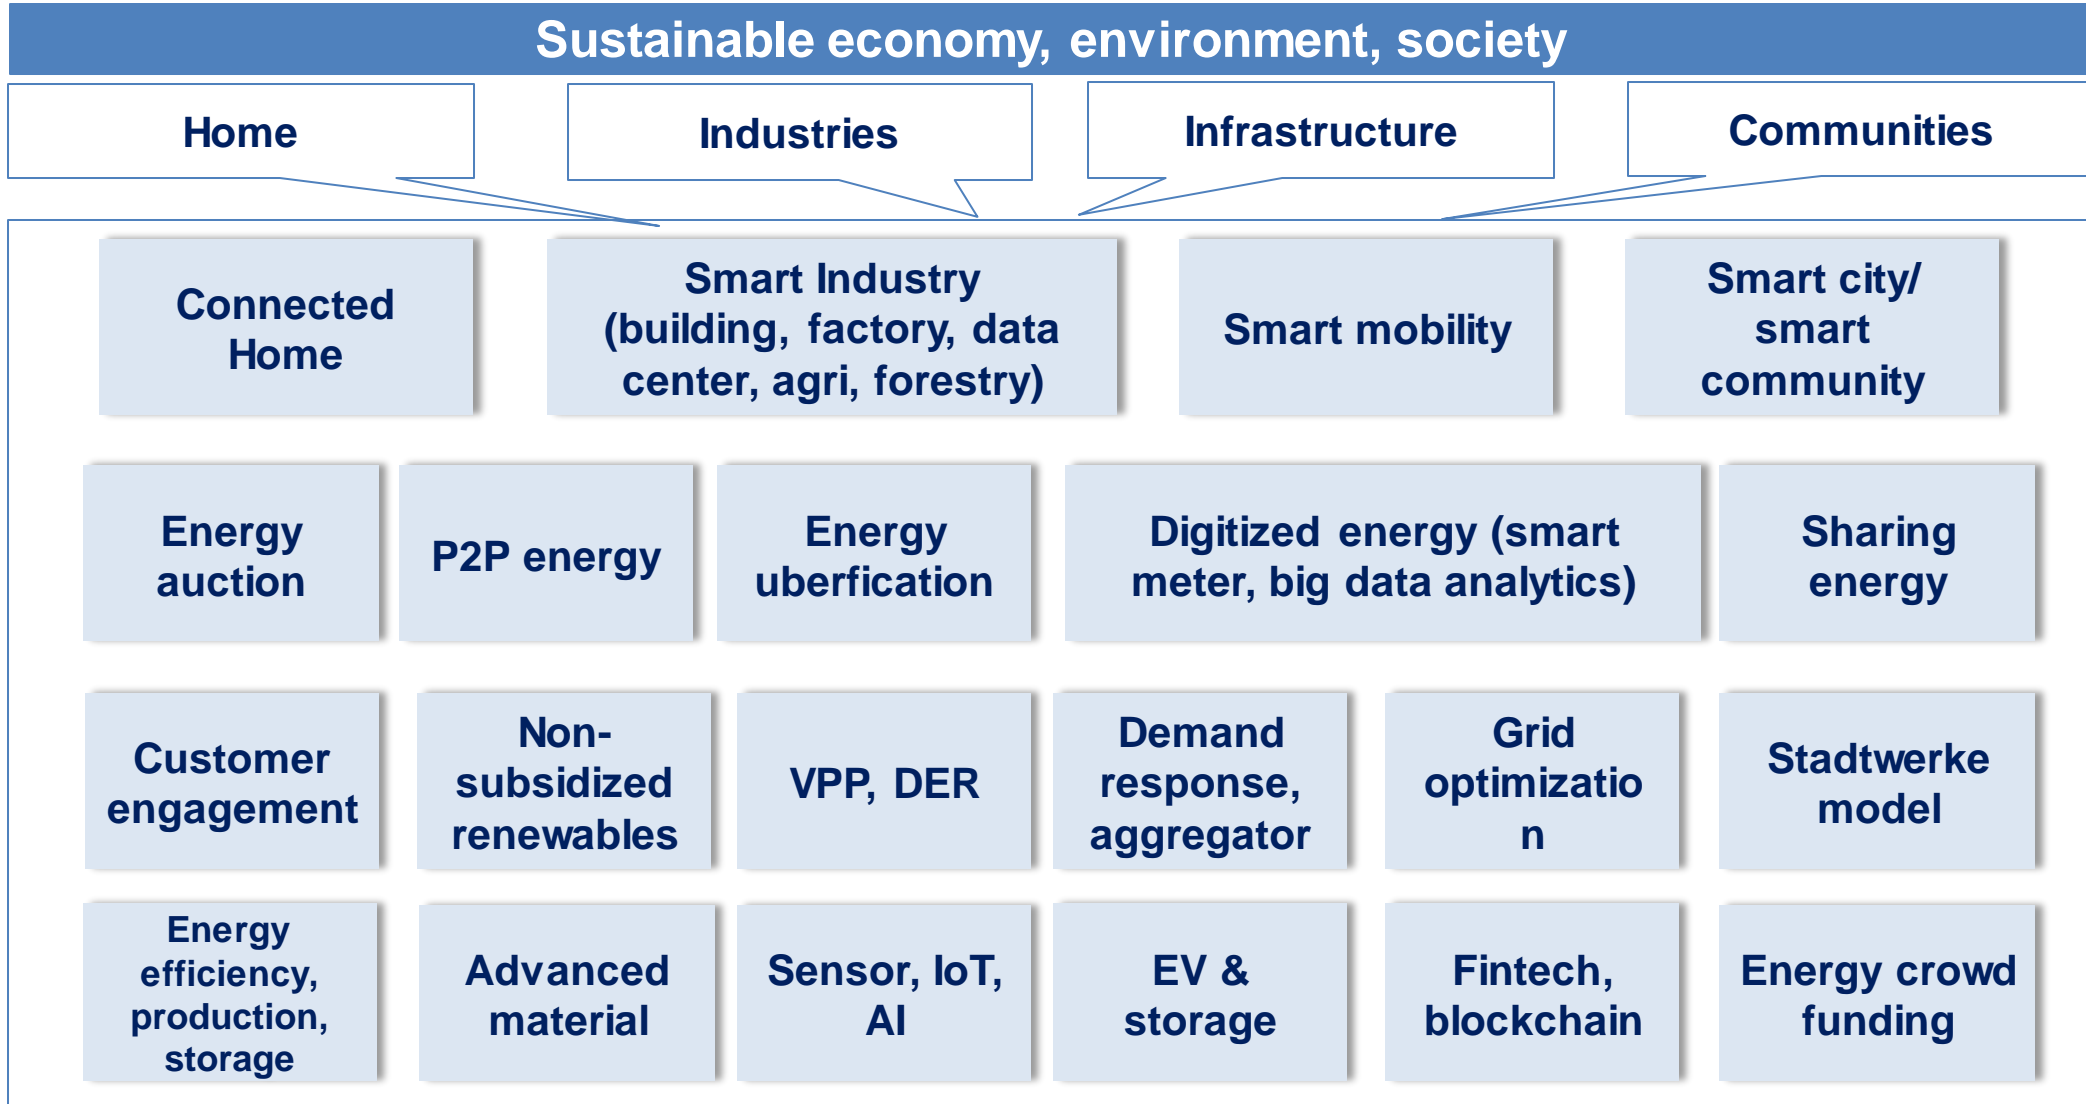 Sustainable economy, environment, society
Home
Industries
Infrastructure
Communities
Connected
Home
Smart Industry
(building, factory, data
center, agri, forestry)
Smart mobility
Smart city/
smart
community
Energy
auction
P2P energy
Energy
uberfication
Digitized energy (smart
meter, big data analytics)
Sharing
energy
Customer
engagement
Non-
subsidized
renewables
VPP, DER
Demand
response,
aggregator
Grid
optimizatio
n
Stadtwerke
model
Energy
efficiency,
production,
storage
Advanced
material
Sensor, IoT,
AI
EV &
storage
Fintech,
blockchain
Energy crowd
funding